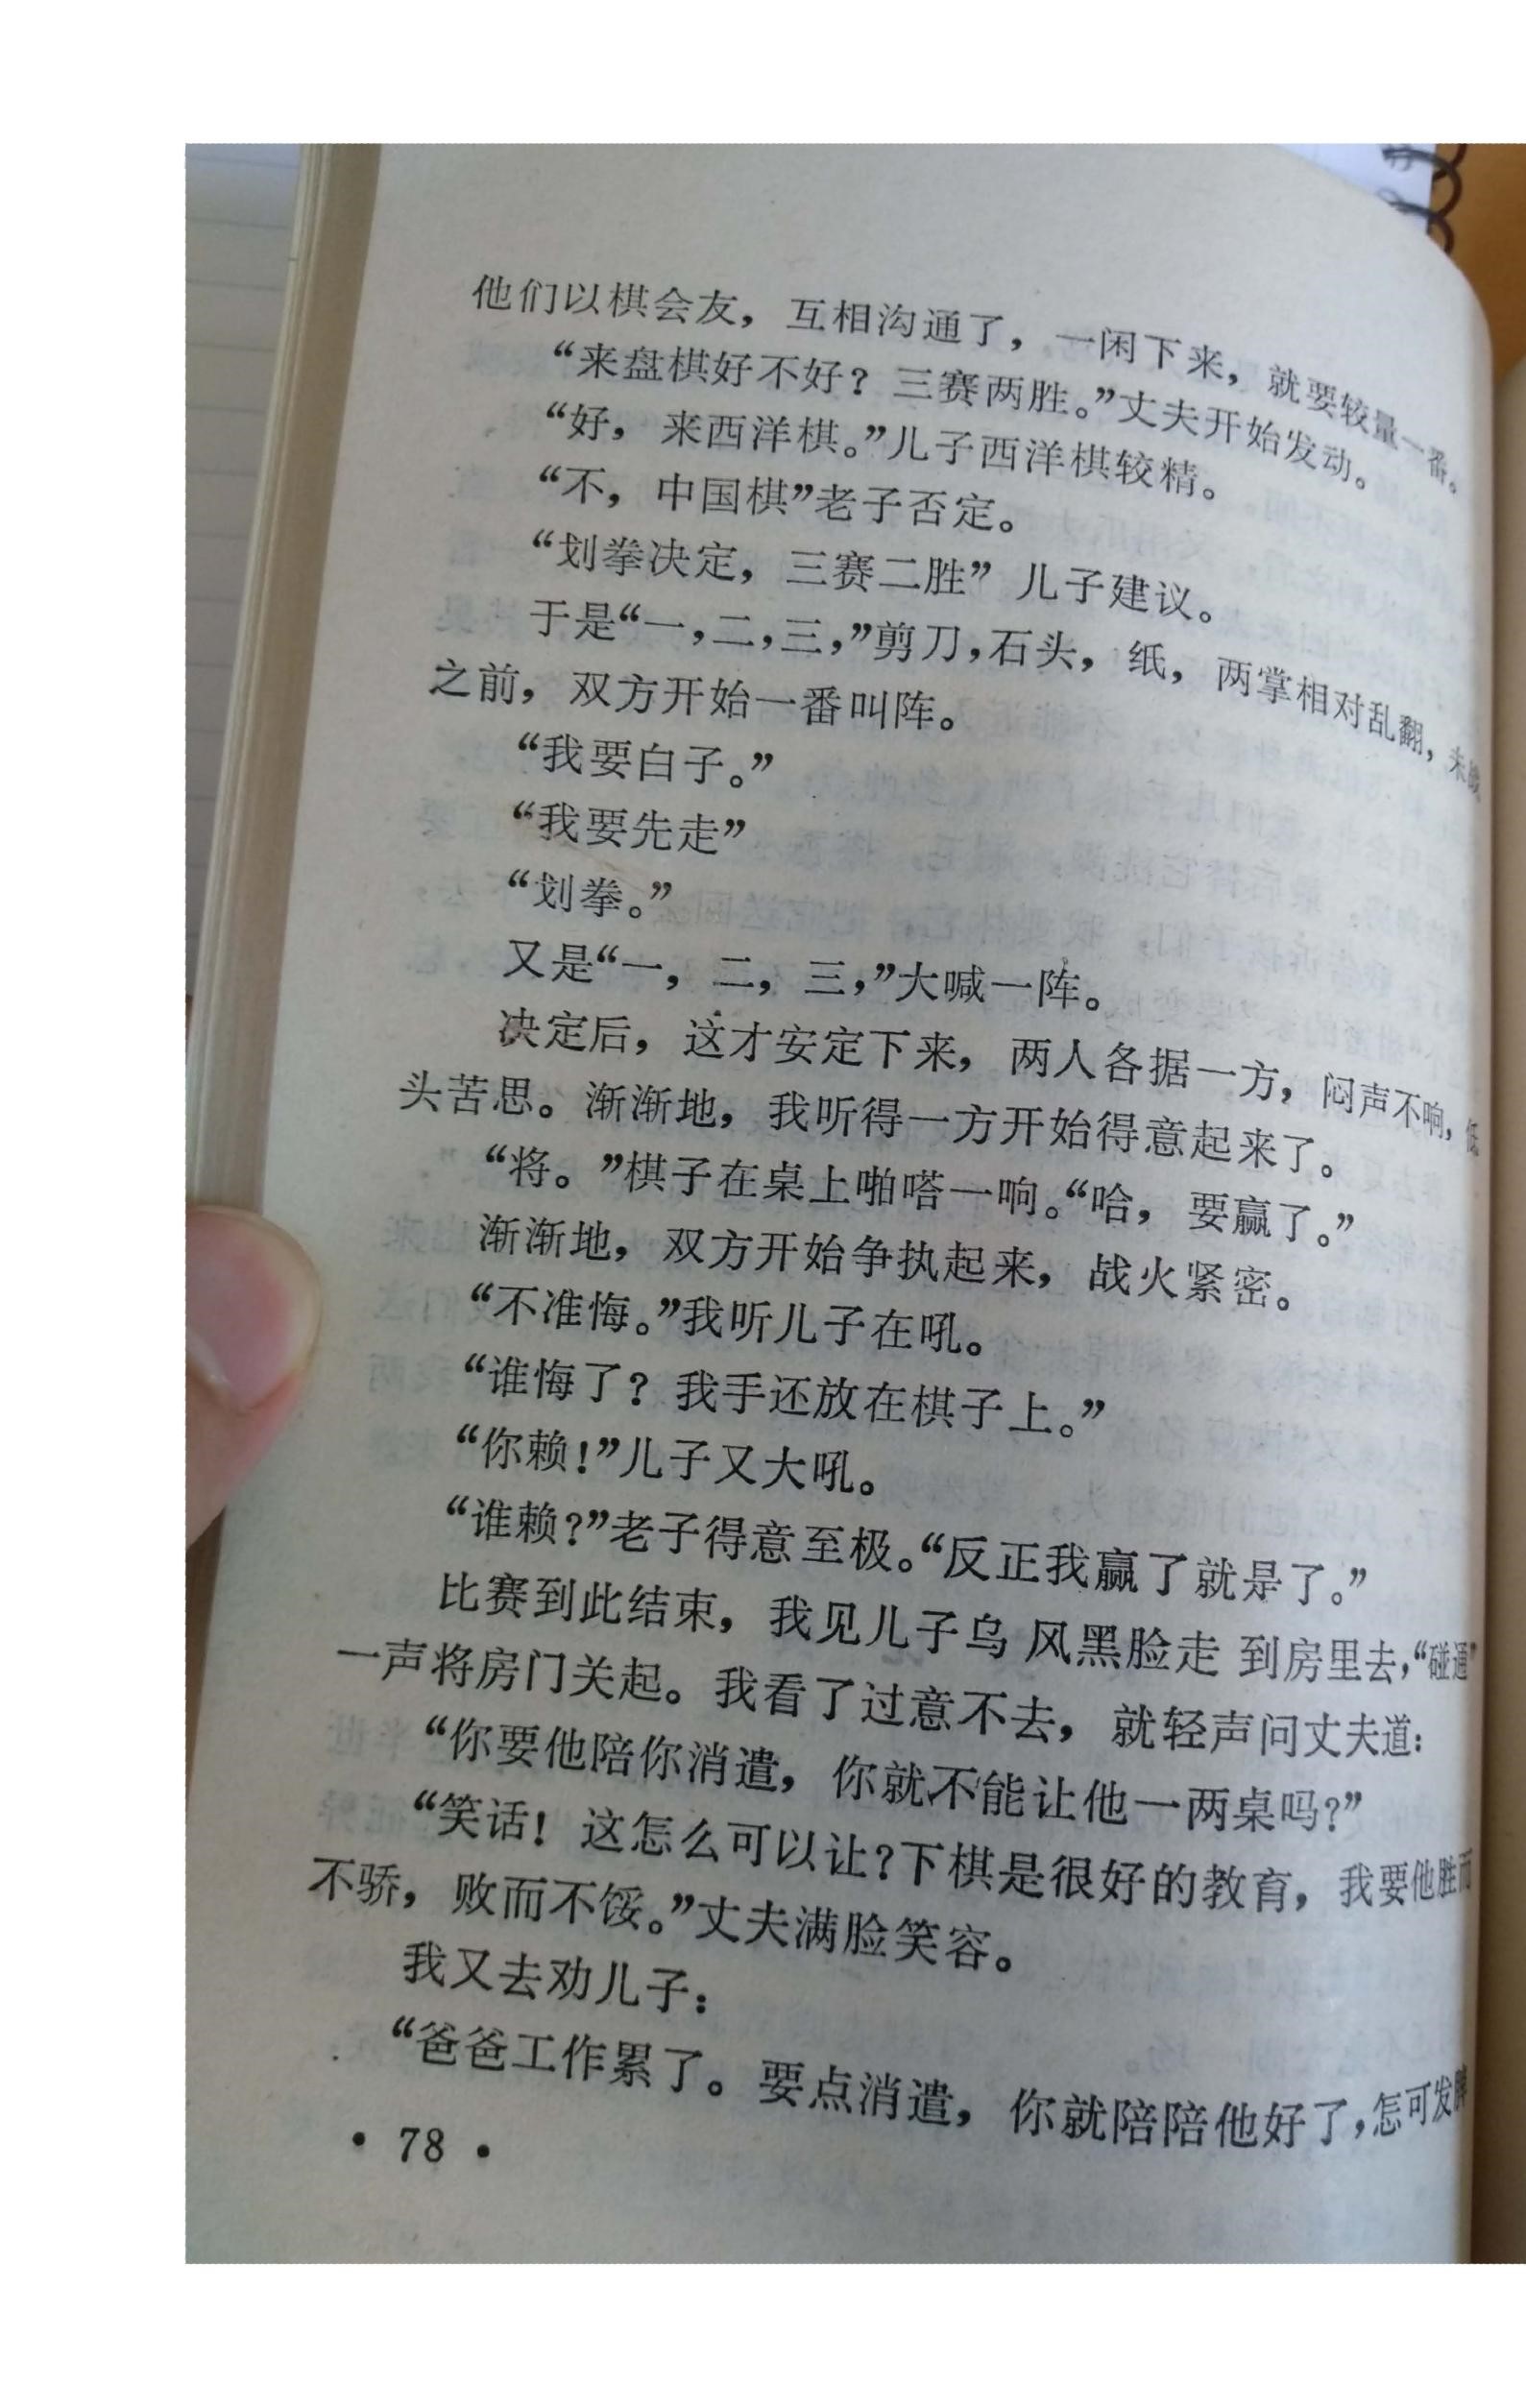 他们以棋会友，互相沟通了，一闲下来，就要较量一番。
“来盘棋好不好？三赛两胜。”丈夫开始发动。
“好，来西洋棋。”儿子西洋棋较精。
“不，中国棋”老子否定。
“划拳决定，三赛二胜” 儿子建议。
于是“一,二,三,”剪刀,石头，纸，两掌相对乱翻，未战
之前，双方开始一番叫阵。
“我要白子。”
“我要先走”
“划拳。”
又是“一，二，三，”大喊一阵。
决定后，这才安定下来，两人各据一方，闷声不响，低
头苦思。渐渐地，我听得一方开始得意起来了。
“将。”棋子在桌上啪嗒一响。“哈，要赢了。”
渐渐地，双方开始争执起来，战火紧密。
“不准悔。”我听儿子在吼。
“谁悔了？我手还放在棋子上。”
“你赖！”儿子又大吼。
“谁赖?”老子得意至极。“反正我赢了就是了。”
比赛到此结束，我见儿子乌风黑脸走到房里去,“碰通”
一声将房门关起。我看了过意不去，就轻声问丈夫道：
“你要他陪你消遣，你就不能让他一两桌吗?”
“笑话！这怎么可以让?下棋是很好的教育，我要他胜而
不骄，败而不馁。”丈夫满脸笑容。
我又去劝儿子：
“爸爸工作累了。要点消遣，你就陪陪他好了,怎可发脾
• 78 •